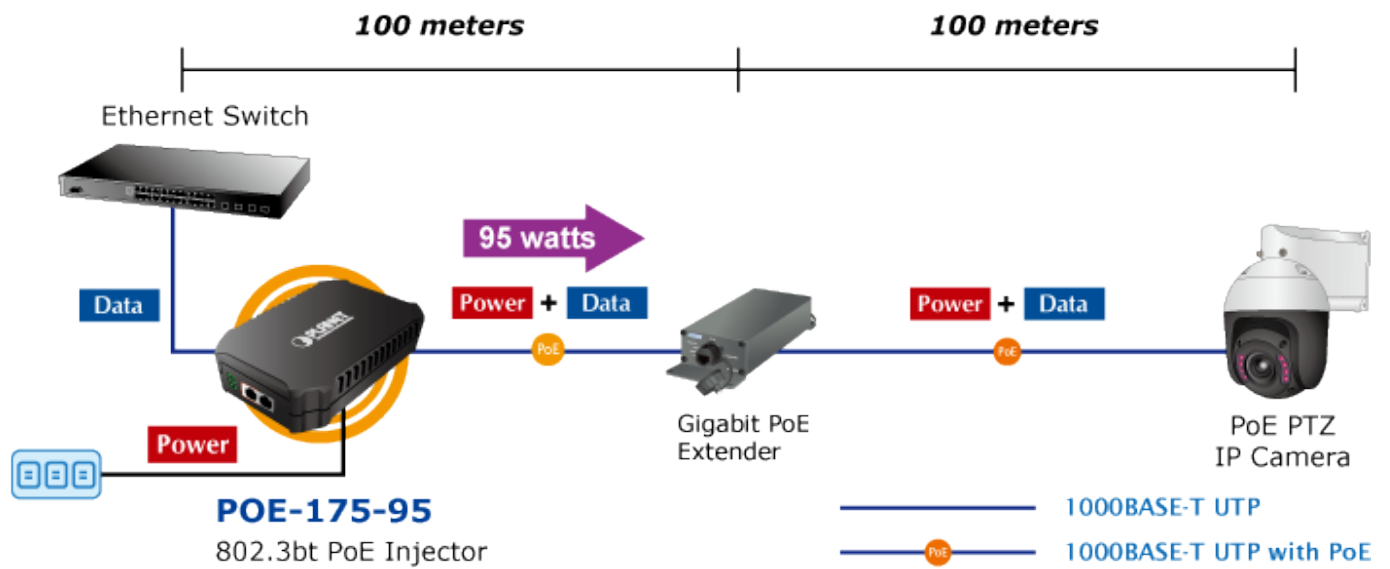 100 meters
100 meters
Ethernet Switch
95 watts
Data
Power + Data
Power + Data
PoE
PoE
PLANET
Gigabit PoE
Extender
PoE PTZ
IP Camera
Power
POE-175-95
802.3bt PoE Injector
1000BASE-T UTP
PoE
1000BASE-T UTP with PoE